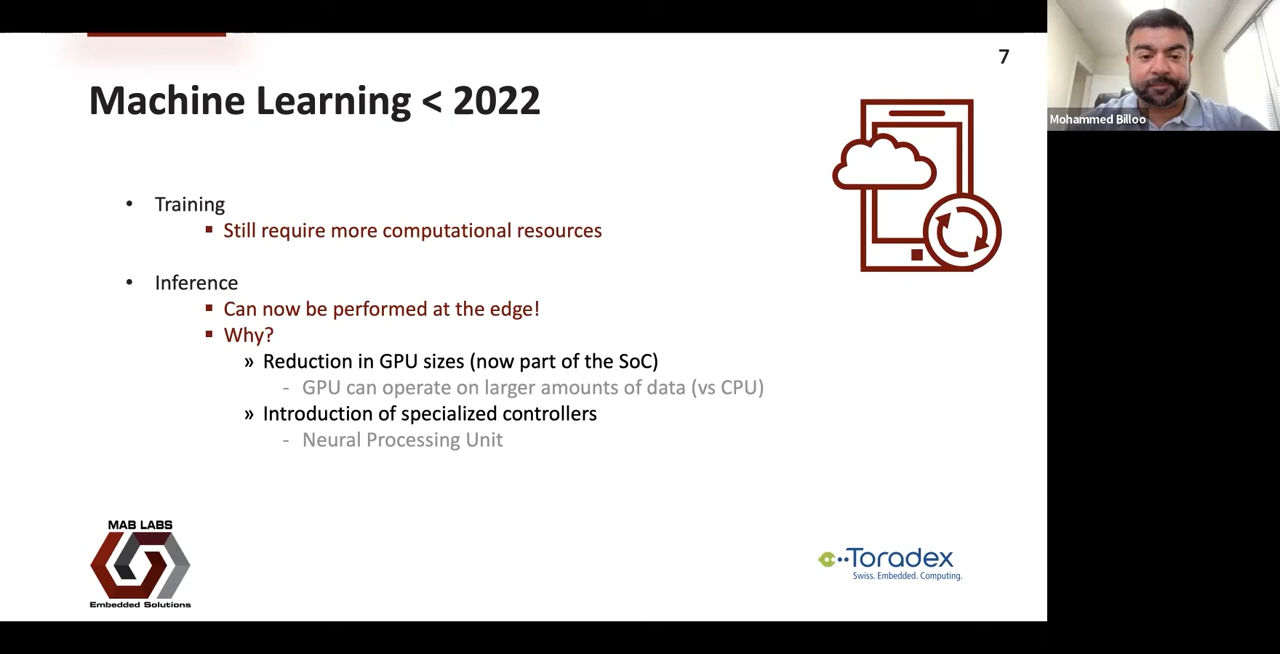 7
Machine Learning < 2022
• Training
▪ Still require more computational resources
• Inference
▪ Can now be performed at the edge!
▪ Why?
» Reduction in GPU sizes (now part of the SoC)
- GPU can operate on larger amounts of data (vs CPU)
» Introduction of specialized controllers
- Neural Processing Unit
MAB LABS
Embedded Solutions
Toradex
Swiss. Embedded. Computing.
Mohammed Billoo